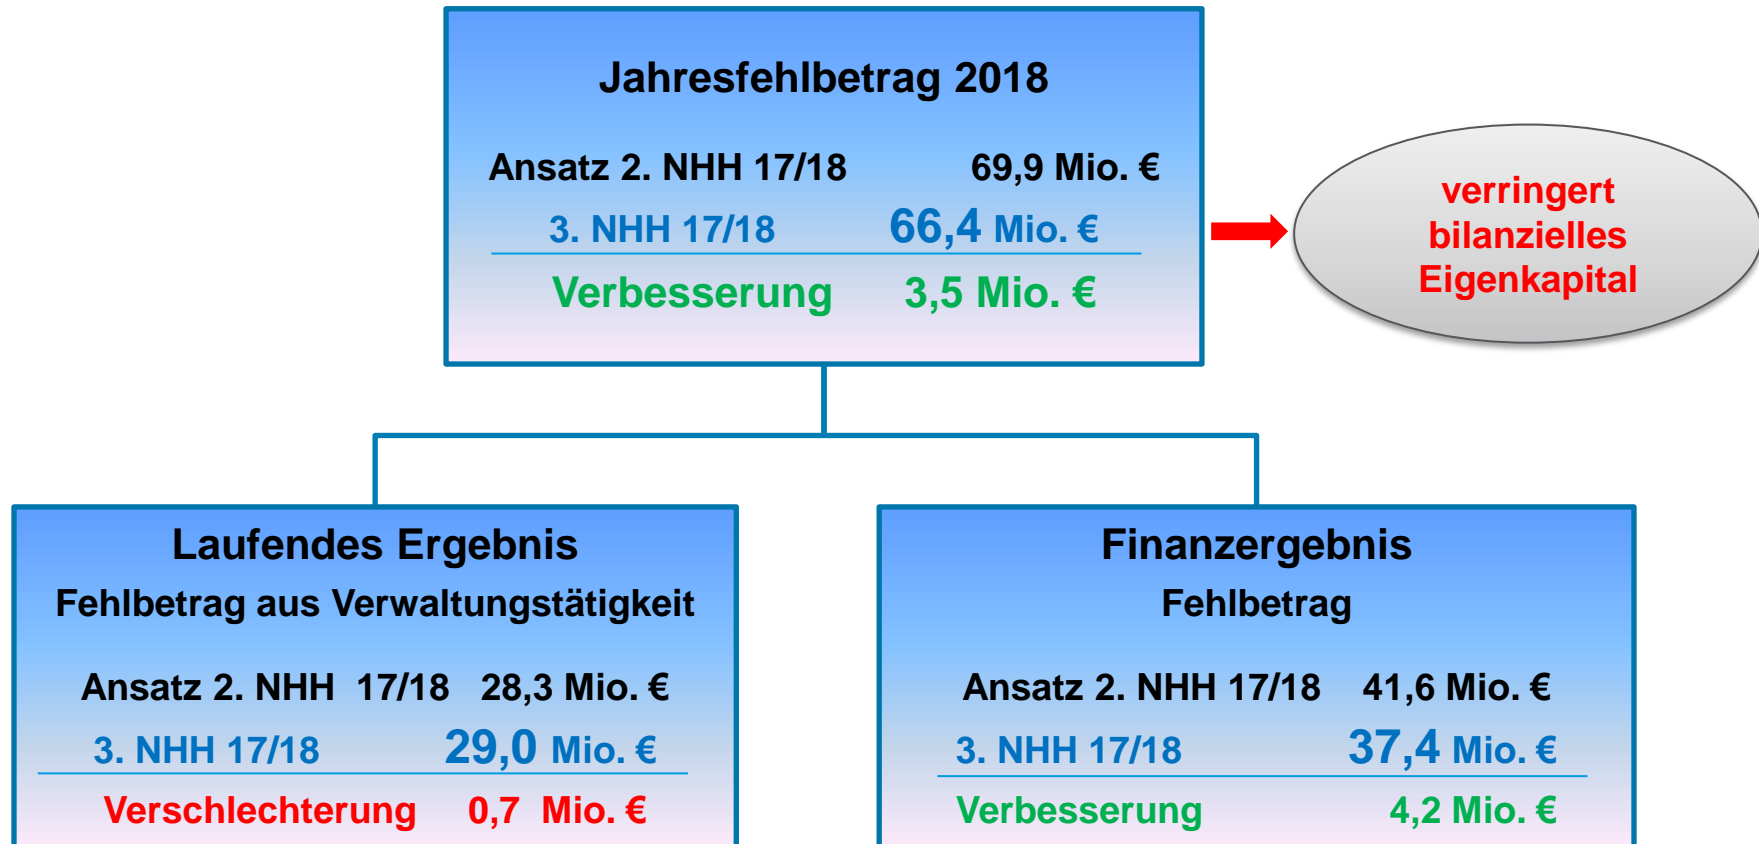 Jahresfehlbetrag 2018
Ansatz 2. NHH 17/18 69,9 Mio. €
3. NHH 17/18 66,4 Mio. €
Verbesserung 3,5 Mio. €
verringert
bilanzielles
Eigenkapital
Laufendes Ergebnis
Fehlbetrag aus Verwaltungstätigkeit
Ansatz 2. NHH 17/18 28,3 Mio. €
3. NHH 17/18 29,0 Mio. €
Verschlechterung 0,7 Mio. €
Finanzergebnis
Fehlbetrag
Ansatz 2. NHH 17/18 41,6 Mio. €
3. NHH 17/18 37,4 Mio. €
Verbesserung 4,2 Mio. €